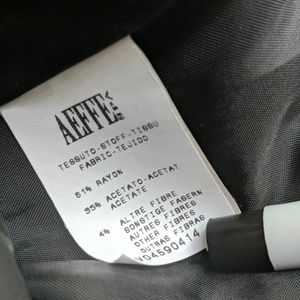 AEFFE
TESSUTO-STOFF-TISSU
FABRIC-TEJIDO
61% RAYON
35% ACETATO-ACETAT
ACETATE
4% ALTRE FIBRE
SONSTIGE FASERN
AUTRES FIBRES
OTHER FIBRES
OUTRAS FIBRAS